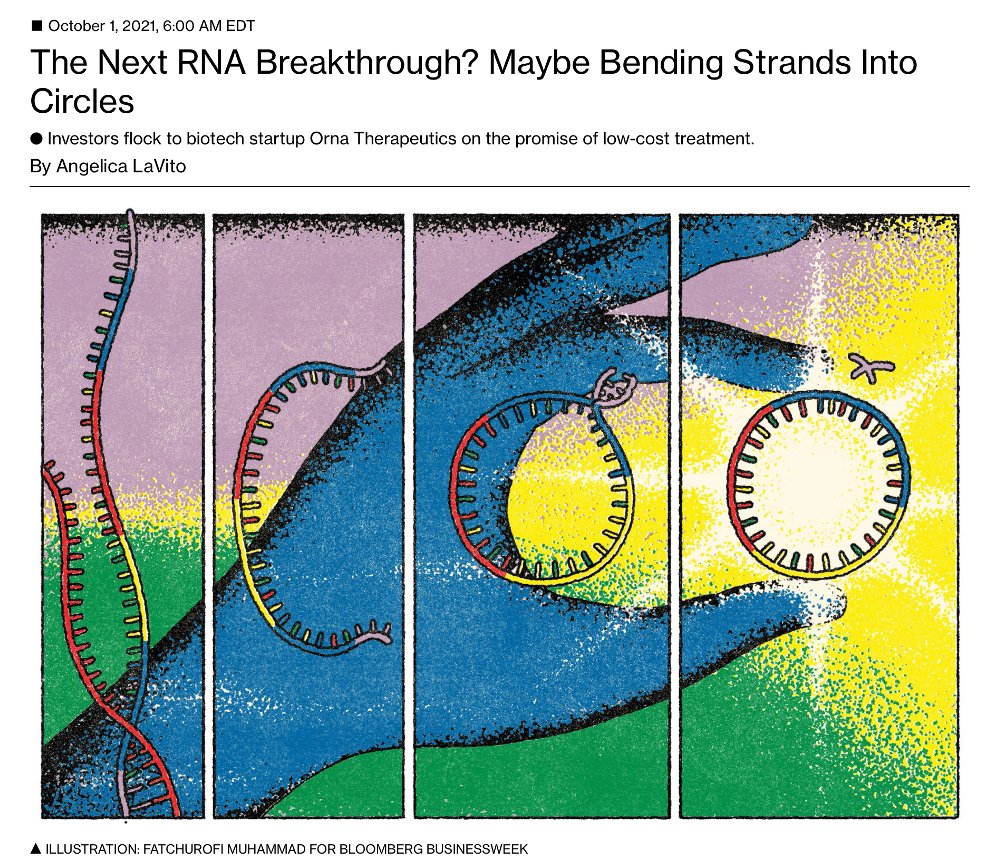 ■ October 1, 2021, 6:00 AM EDT
The Next RNA Breakthrough? Maybe Bending Strands Into
Circles
● Investors flock to biotech startup Orna Therapeutics on the promise of low-cost treatment.
By Angelica LaVito
▲ ILLUSTRATION: FATCHUROFI MUHAMMAD FOR BLOOMBERG BUSINESSWEEK